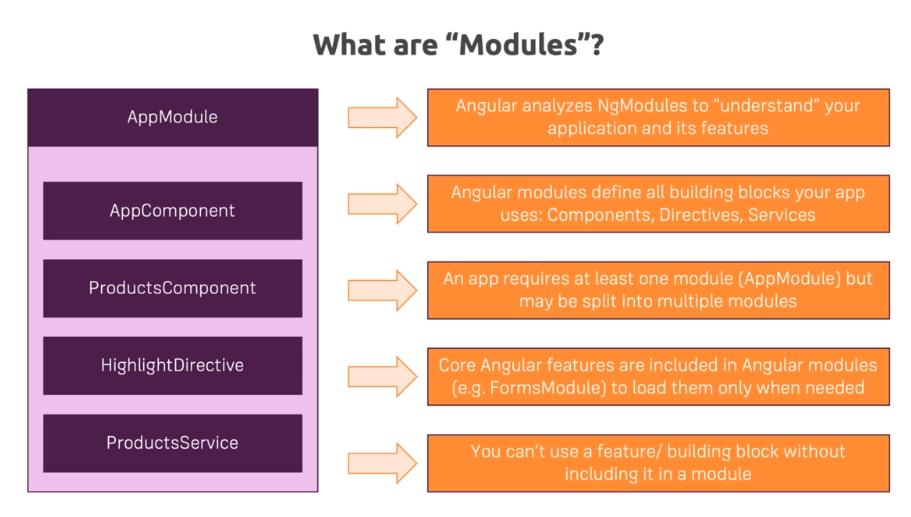 What are “Modules”?
AppModule
Angular analyzes NgModules to “understand” your
application and its features
AppComponent
Angular modules define all building blocks your app
uses: Components, Directives, Services
ProductsComponent
An app requires at least one module (AppModule) but
may be split into multiple modules
HighlightDirective
Core Angular features are included in Angular modules
(e.g. FormsModule) to load them only when needed
ProductsService
You can’t use a feature/ building block without
including it in a module